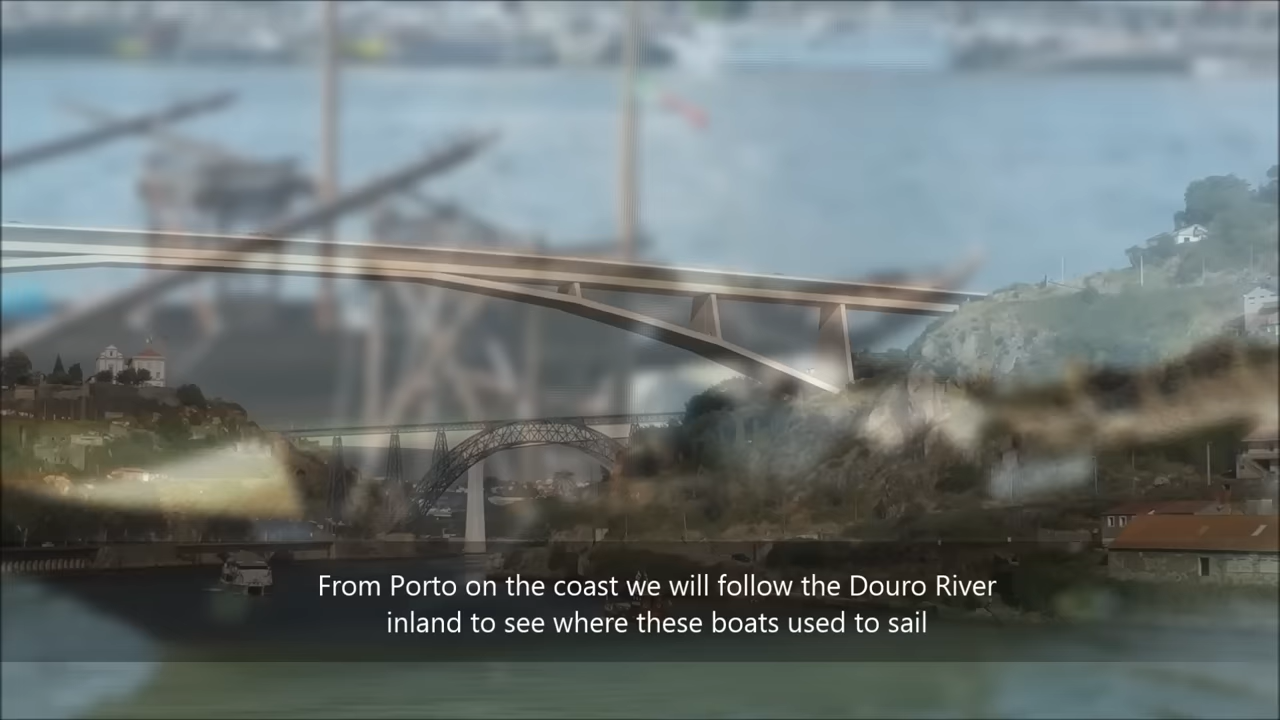 From Porto on the coast we will follow the Douro River
inland to see where these boats used to sail